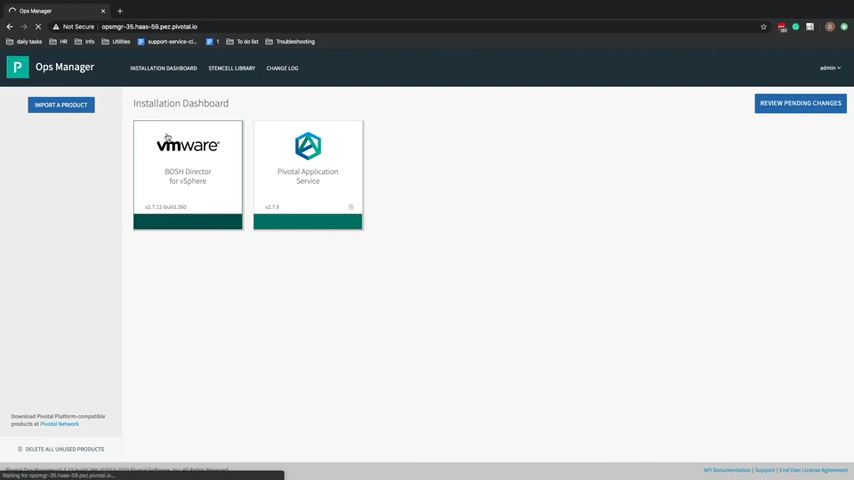 Ops Manager
Not Secure | opsmgr-35.haas-59.pez.pivotal.io
daily tasks HR Info Utilities support-service-cl... 1 To do list Troubleshooting
P Ops Manager INSTALLATION DASHBOARD STEMCELL LIBRARY CHANGE LOG admin
IMPORT A PRODUCT
Installation Dashboard
REVIEW PENDING CHANGES
vmware
BOSH Director
for vSphere
v2.7.12-build.260
Pivotal Application
Service
v2.7.9
Download Pivotal Platform-compatible
products at Pivotal Network
DELETE ALL UNUSED PRODUCTS
API Documentation | Support | End User License Agreement
Waiting for opsmgr-35.haas-59.pez.pivotal.io...